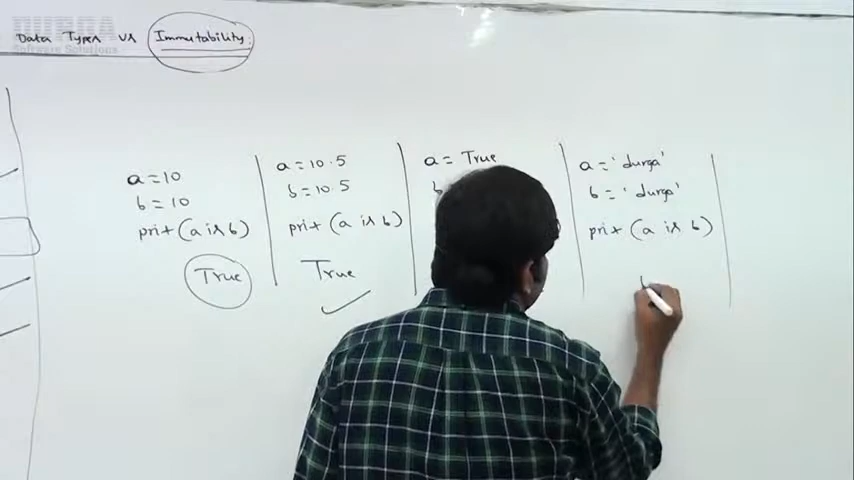 DURGA
Software Solutions
Data Types vs Immutability:
a = 10
b = 10
print(a is b)
True
a = 10.5
b = 10.5
print(a is b)
True
a = True
b
a = 'durga'
b = 'durga'
print(a is b)